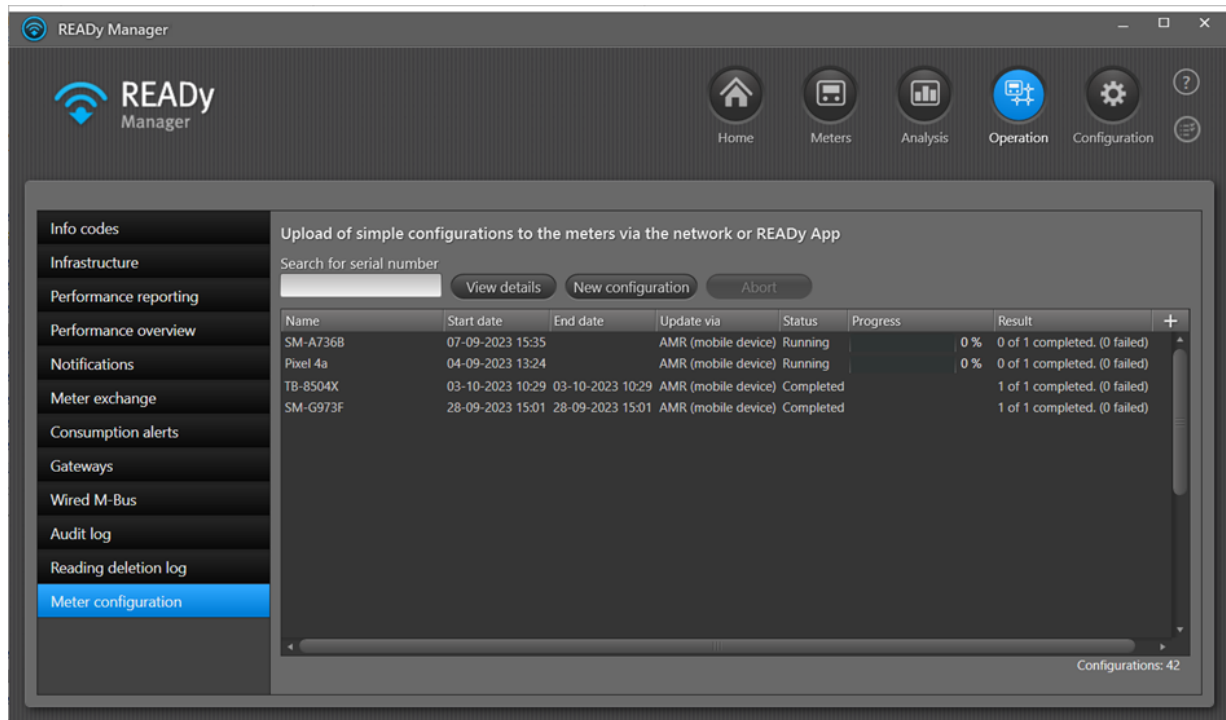 READy Manager
READy
Manager
Home Meters Analysis Operation Configuration
?
Info codes
Infrastructure
Performance reporting
Performance overview
Notifications
Meter exchange
Consumption alerts
Gateways
Wired M-Bus
Audit log
Reading deletion log
Meter configuration
Upload of simple configurations to the meters via the network or READy App
Search for serial number
View details New configuration Abort
Name Start date End date Update via Status Progress Result +
SM-A736B 07-09-2023 15:35 AMR (mobile device) Running 0 % 0 of 1 completed. (0 failed)
Pixel 4a 04-09-2023 13:24 AMR (mobile device) Running 0 % 0 of 1 completed. (0 failed)
TB-8504X 03-10-2023 10:29 03-10-2023 10:29 AMR (mobile device) Completed 1 of 1 completed. (0 failed)
SM-G973F 28-09-2023 15:01 28-09-2023 15:01 AMR (mobile device) Completed 1 of 1 completed. (0 failed)
Configurations: 42